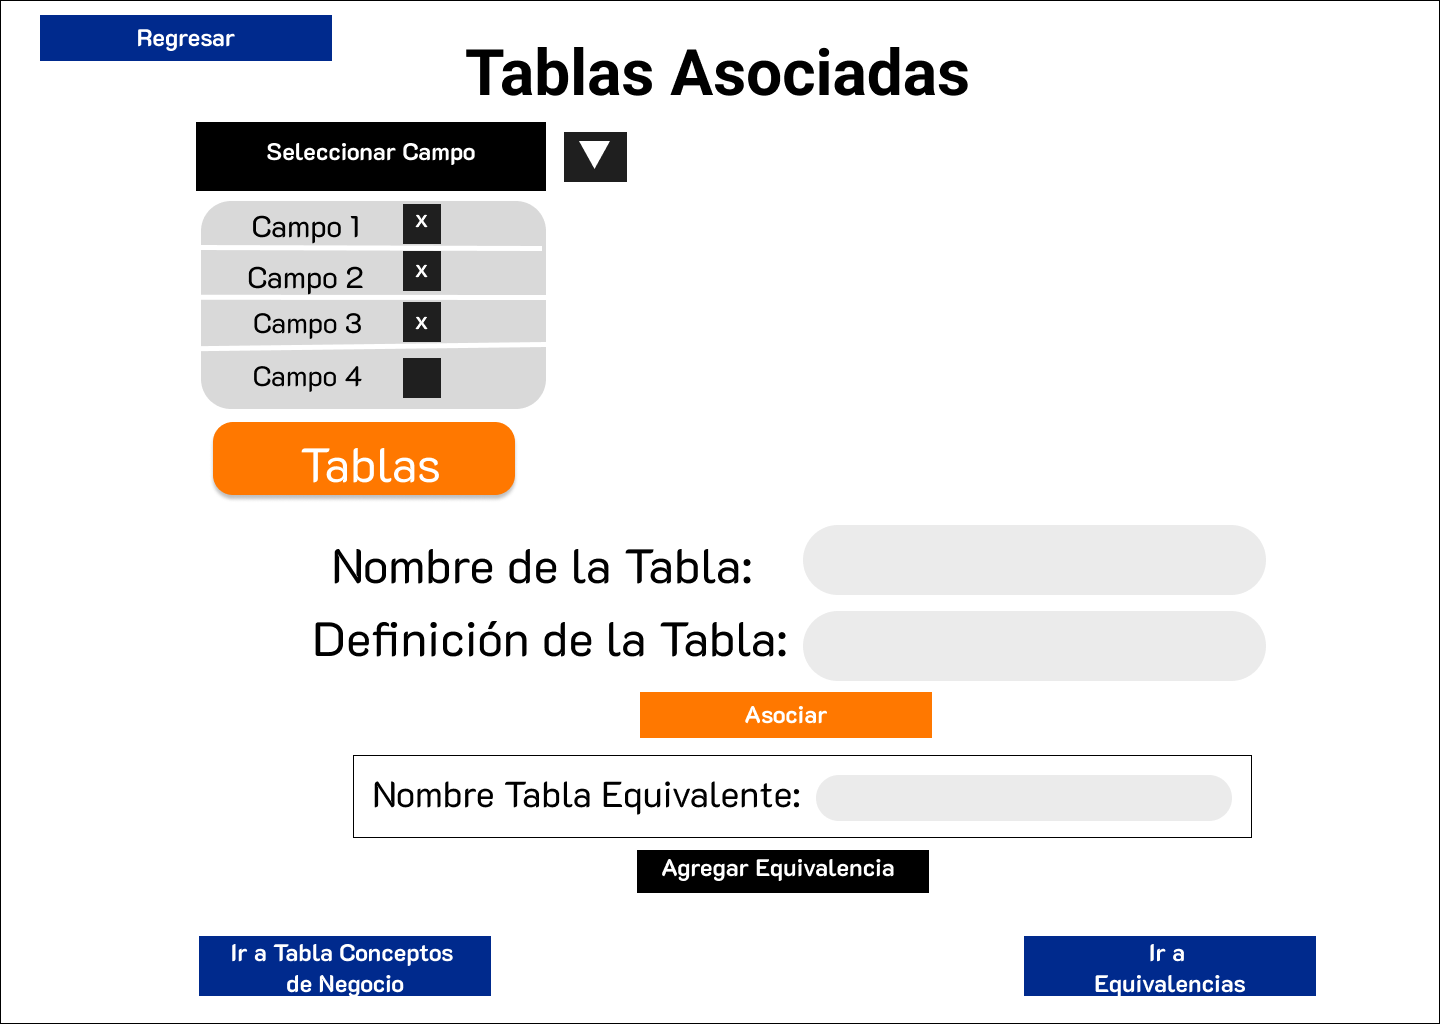 Regresar
Tablas Asociadas
Seleccionar Campo
Campo 1 x
Campo 2 x
Campo 3 x
Campo 4
Tablas
Nombre de la Tabla:
Definición de la Tabla:
Asociar
Nombre Tabla Equivalente:
Agregar Equivalencia
Ir a Tabla Conceptos
de Negocio
Ir a
Equivalencias